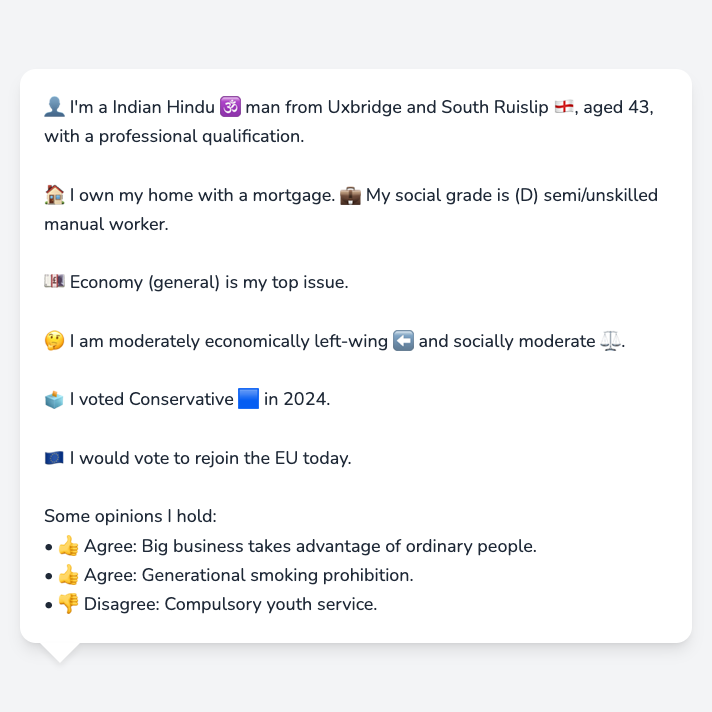 👤 I'm a Indian Hindu 🕉️ man from Uxbridge and South Ruislip 🏴󠁧󠁢󠁥󠁮󠁧󠁿, aged 43,
with a professional qualification.
🏠 I own my home with a mortgage. 💼 My social grade is (D) semi/unskilled
manual worker.
💷 Economy (general) is my top issue.
🤔 I am moderately economically left-wing ⬅️ and socially moderate ⚖️.
🗳️ I voted Conservative 🟦 in 2024.
🇪🇺 I would vote to rejoin the EU today.
Some opinions I hold:
• 👍 Agree: Big business takes advantage of ordinary people.
• 👍 Agree: Generational smoking prohibition.
• 👎 Disagree: Compulsory youth service.